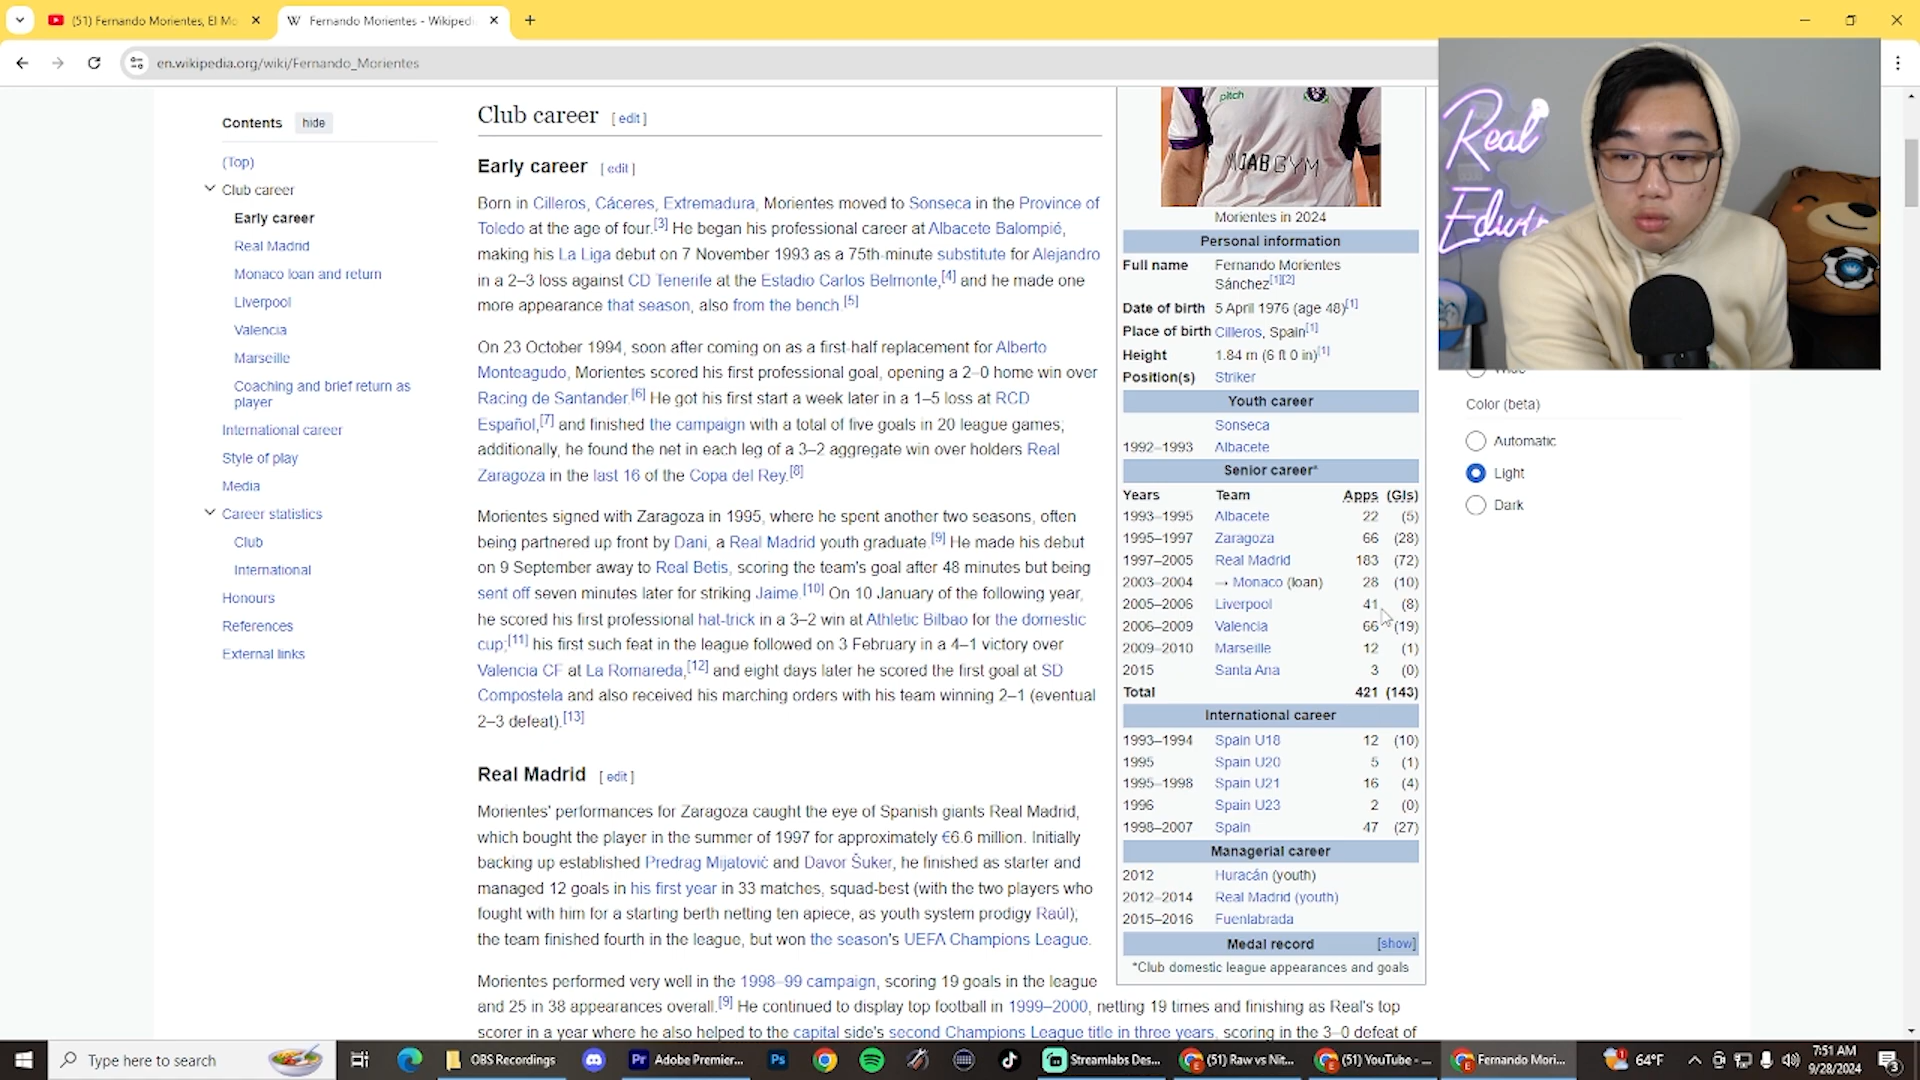 (51) Fernando Morientes, El Mo
Fernando Morientes - Wikipedi
en.wikipedia.org/wiki/Fernando_Morientes
Contents hide
(Top)
Club career
Early career
Real Madrid
Monaco loan and return
Liverpool
Valencia
Marseille
Coaching and brief return as
player
International career
Style of play
Media
Career statistics
Club
International
Honours
References
External links
Club career [ edit ]
Early career [ edit ]
Born in Cilleros, Cáceres, Extremadura, Morientes moved to Sonseca in the Province of
Toledo at the age of four.[3] He began his professional career at Albacete Balompié,
making his La Liga debut on 7 November 1993 as a 75th-minute substitute for Alejandro
in a 2–3 loss against CD Tenerife at the Estadio Carlos Belmonte,[4] and he made one
more appearance that season, also from the bench.[5]
On 23 October 1994, soon after coming on as a first-half replacement for Alberto
Monteagudo, Morientes scored his first professional goal, opening a 2–0 home win over
Racing de Santander.[6] He got his first start a week later in a 1–5 loss at RCD
Español,[7] and finished the campaign with a total of five goals in 20 league games,
additionally, he found the net in each leg of a 3–2 aggregate win over holders Real
Zaragoza in the last 16 of the Copa del Rey.[8]
Morientes signed with Zaragoza in 1995, where he spent another two seasons, often
being partnered up front by Dani, a Real Madrid youth graduate.[9] He made his debut
on 9 September away to Real Betis, scoring the team's goal after 48 minutes but being
sent off seven minutes later for striking Jaime.[10] On 10 January of the following year,
he scored his first professional hat-trick in a 3–2 win at Athletic Bilbao for the domestic
cup;[11] his first such feat in the league followed on 3 February in a 4–1 victory over
Valencia CF at La Romareda,[12] and eight days later he scored the first goal at SD
Compostela and also received his marching orders with his team winning 2–1 (eventual
2–3 defeat).[13]
Real Madrid [ edit ]
Morientes' performances for Zaragoza caught the eye of Spanish giants Real Madrid,
which bought the player in the summer of 1997 for approximately €6.6 million. Initially
backing up established Predrag Mijatović and Davor Šuker, he finished as starter and
managed 12 goals in his first year in 33 matches, squad-best (with the two players who
fought with him for a starting berth netting ten apiece, as youth system prodigy Raúl);
the team finished fourth in the league, but won the season's UEFA Champions League.
Morientes performed very well in the 1998–99 campaign, scoring 19 goals in the league
and 25 in 38 appearances overall.[9] He continued to display top football in 1999–2000, netting 19 times and finishing as Real's top
scorer in a year where he also helped to the capital side's second Champions League title in three years, scoring in the 3–0 defeat of
pitch
JABGYM
Morientes in 2024
Personal information
Full name Fernando Morientes
Sánchez[1][2]
Date of birth 5 April 1976 (age 48)[1]
Place of birth Cilleros, Spain[1]
Height 1.84 m (6 ft 0 in)[1]
Position(s) Striker
Youth career
Sonseca
1992–1993 Albacete
Senior career*
Years Team Apps (Gls)
1993–1995 Albacete 22 (5)
1995–1997 Zaragoza 66 (28)
1997–2005 Real Madrid 183 (72)
2003–2004 → Monaco (loan) 28 (10)
2005–2006 Liverpool 41 (8)
2006–2009 Valencia 66 (19)
2009–2010 Marseille 12 (1)
2015 Santa Ana 3 (0)
Total 421 (143)
International career
1993–1994 Spain U18 12 (10)
1995 Spain U20 5 (1)
1995–1998 Spain U21 16 (4)
1996 Spain U23 2 (0)
1998–2007 Spain 47 (27)
Managerial career
2012 Huracán (youth)
2012–2014 Real Madrid (youth)
2015–2016 Fuenlabrada
Medal record [show]
*Club domestic league appearances and goals
Real
Edwin
Wide
Color (beta)
Automatic
Light
Dark
Type here to search
OBS Recordings
Pr Adobe Premier...
Ps
Streamlabs Des...
(51) Raw vs Nit...
(51) YouTube - ...
Fernando Mori...
64°F
7:51 AM
9/28/2024
3